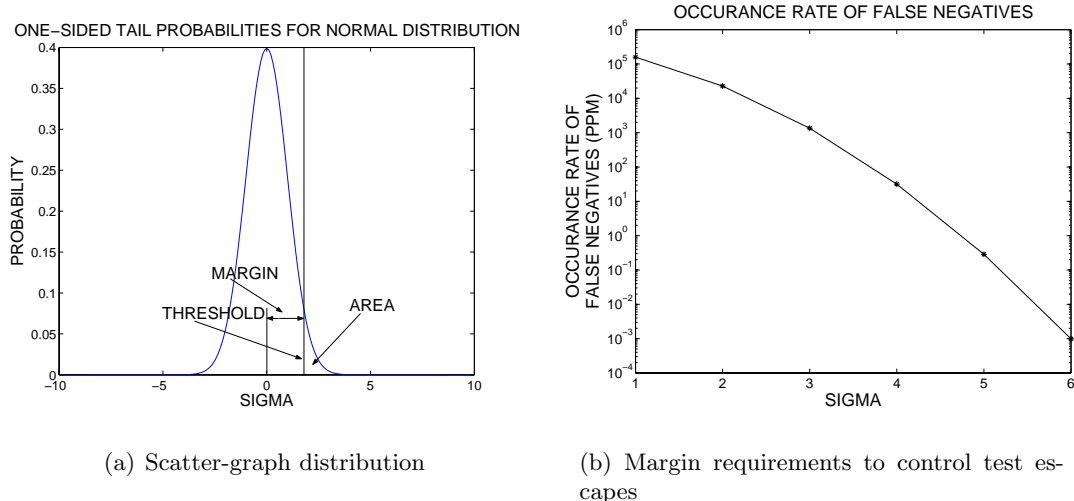 ONE-SIDED TAIL PROBABILITIES FOR NORMAL DISTRIBUTION
0.4
0.35
0.3
0.25
0.2
0.15
0.1
0.05
0
PROBABILITY
MARGIN
THRESHOLD
AREA
-10
-5
0
5
10
SIGMA
(a) Scatter-graph distribution
OCCURANCE RATE OF FALSE NEGATIVES
10^6
10^5
10^4
10^3
10^2
10^1
10^0
10^-1
10^-2
10^-3
10^-4
OCCURANCE RATE OF
FALSE NEGATIVES (PPM)
1
2
3
4
5
6
SIGMA
(b) Margin requirements to control test es-
capes